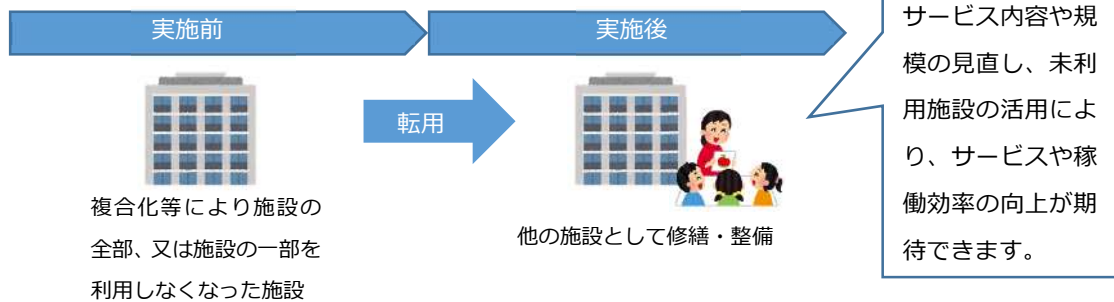 実施前
実施後
転用
複合化等により施設の
全部、又は施設の一部を
利用しなくなった施設
他の施設として修繕・整備
サービス内容や規
模の見直し、未利
用施設の活用によ
り、サービスや稼
働効率の向上が期
待できます。